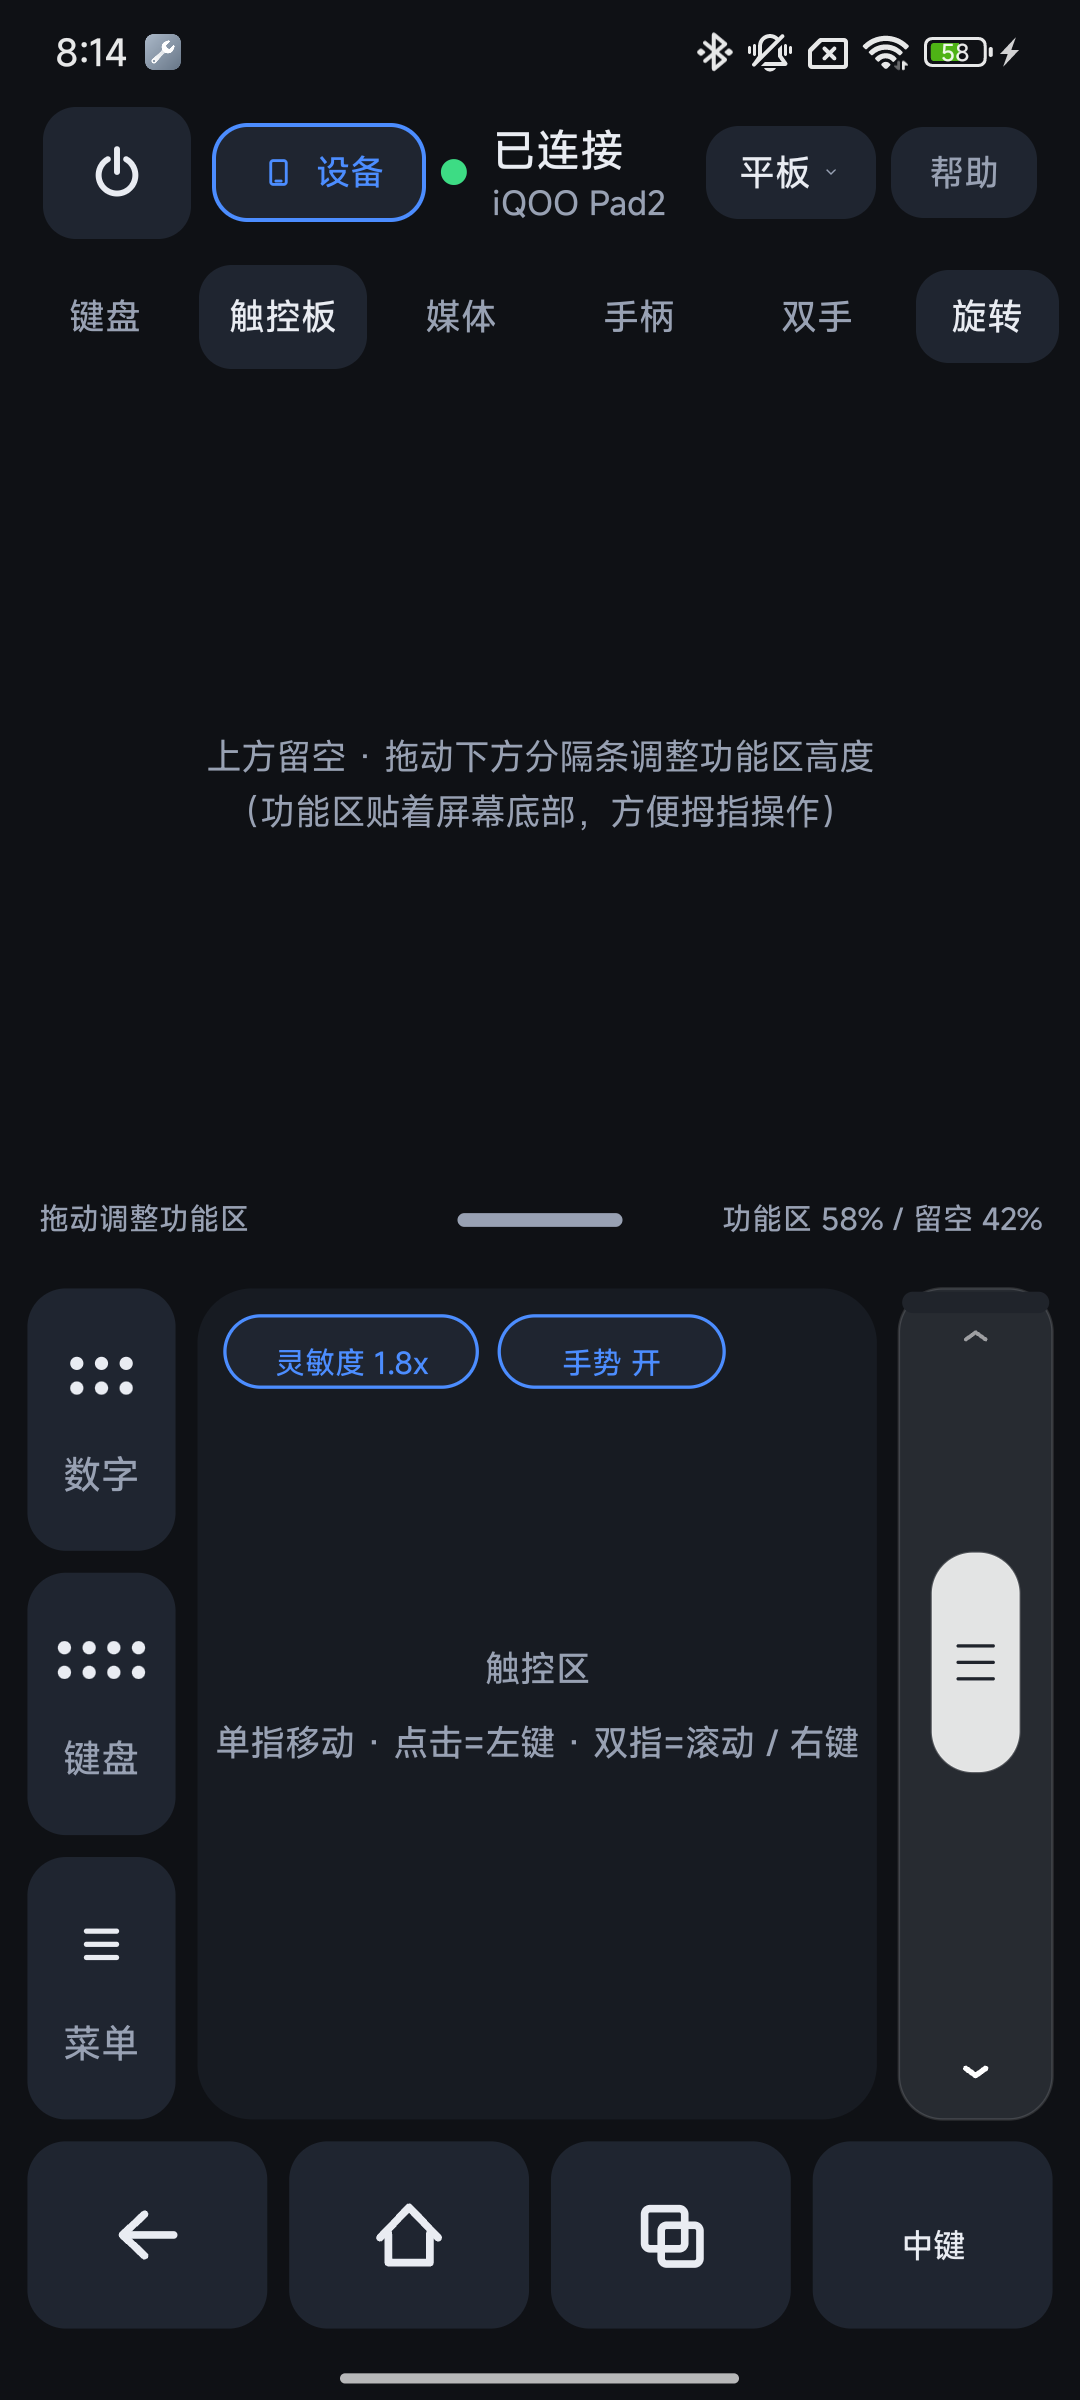 8:14
58
设备
已连接
iQOO Pad2
平板
帮助
键盘
触控板
媒体
手柄
双手
旋转
上方留空 · 拖动下方分隔条调整功能区高度
（功能区贴着屏幕底部，方便拇指操作）
拖动调整功能区
功能区 58% / 留空 42%
数字
灵敏度 1.8x
手势 开
键盘
触控区
单指移动 · 点击=左键 · 双指=滚动 / 右键
菜单
中键